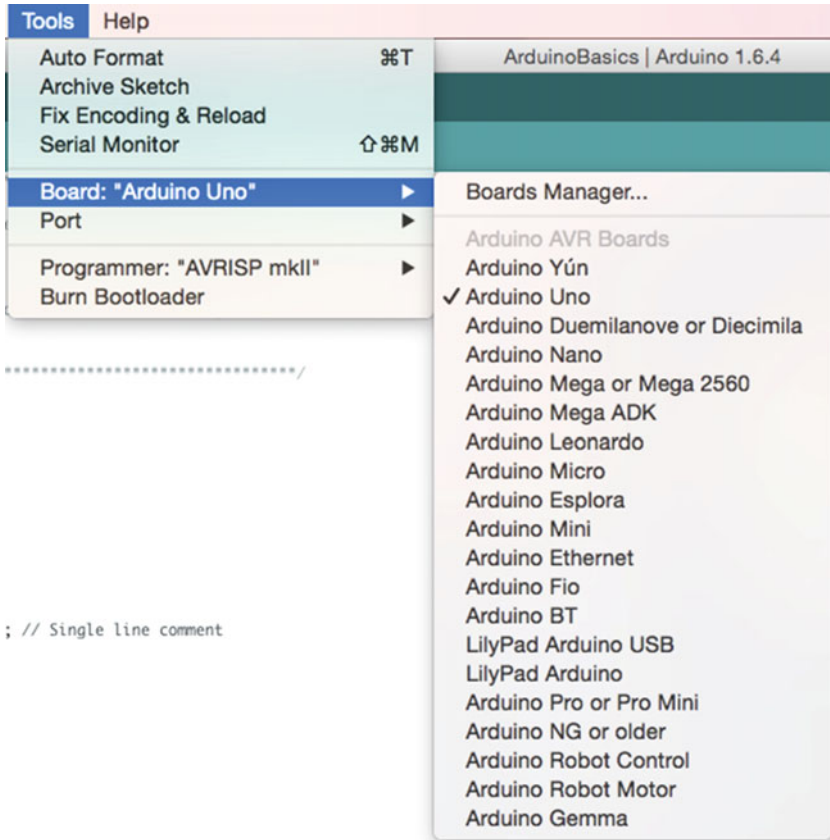 Tools Help
ArduinoBasics | Arduino 1.6.4
Auto Format ⌘T
Archive Sketch
Fix Encoding & Reload
Serial Monitor ⇧⌘M
Board: "Arduino Uno" ▶
Port ▶
Programmer: "AVRISP mkII" ▶
Burn Bootloader
Boards Manager...
Arduino AVR Boards
Arduino Yún
✓ Arduino Uno
Arduino Duemilanove or Diecimila
Arduino Nano
Arduino Mega or Mega 2560
Arduino Mega ADK
Arduino Leonardo
Arduino Micro
Arduino Esplora
Arduino Mini
Arduino Ethernet
Arduino Fio
Arduino BT
LilyPad Arduino USB
LilyPad Arduino
Arduino Pro or Pro Mini
Arduino NG or older
Arduino Robot Control
Arduino Robot Motor
Arduino Gemma
********************************/
; // Single line comment